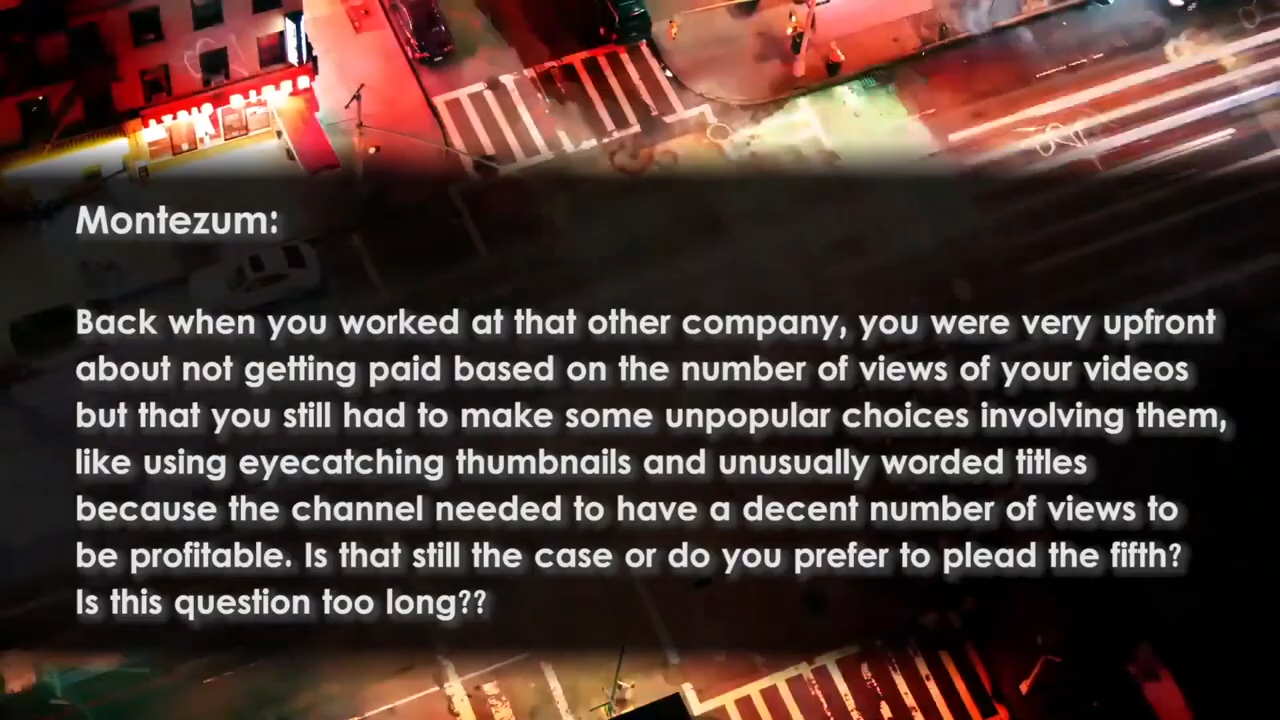 Montezum:
Back when you worked at that other company, you were very upfront
about not getting paid based on the number of views of your videos
but that you still had to make some unpopular choices involving them,
like using eyecatching thumbnails and unusually worded titles
because the channel needed to have a decent number of views to
be profitable. Is that still the case or do you prefer to plead the fifth?
Is this question too long??